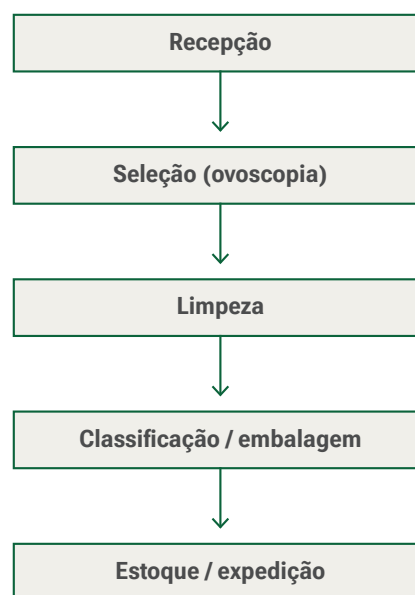 Recepção
Seleção (ovoscopia)
Limpeza
Classificação / embalagem
Estoque / expedição